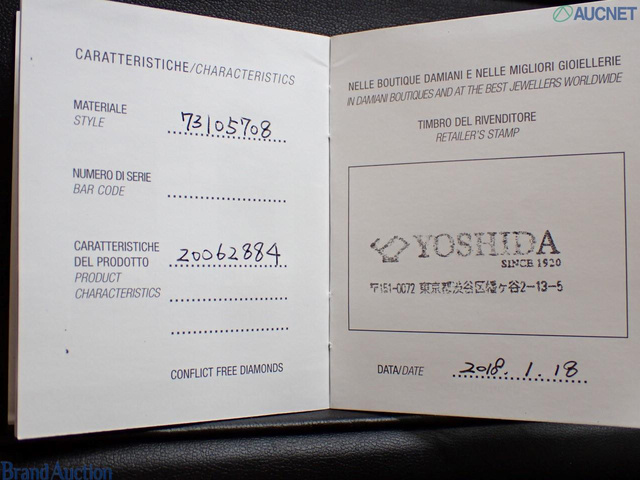 CARATTERISTICHE/CHARACTERISTICS
MATERIALE
STYLE
73105708
NUMERO DI SERIE
BAR CODE
CARATTERISTICHE
DEL PRODOTTO
PRODUCT
CHARACTERISTICS
20062884
CONFLICT FREE DIAMONDS
AUCNET
NELLE BOUTIQUE DAMIANI E NELLE MIGLIORI GIOIELLERIE
IN DAMIANI BOUTIQUES AND AT THE BEST JEWELLERS WORLDWIDE
TIMBRO DEL RIVENDITORE
RETAILER'S STAMP
YOSHIDA
SINCE 1920
〒151-0072 東京都渋谷区幡ヶ谷2-13-5
DATA/DATE 2018.1.18
Brand Auction